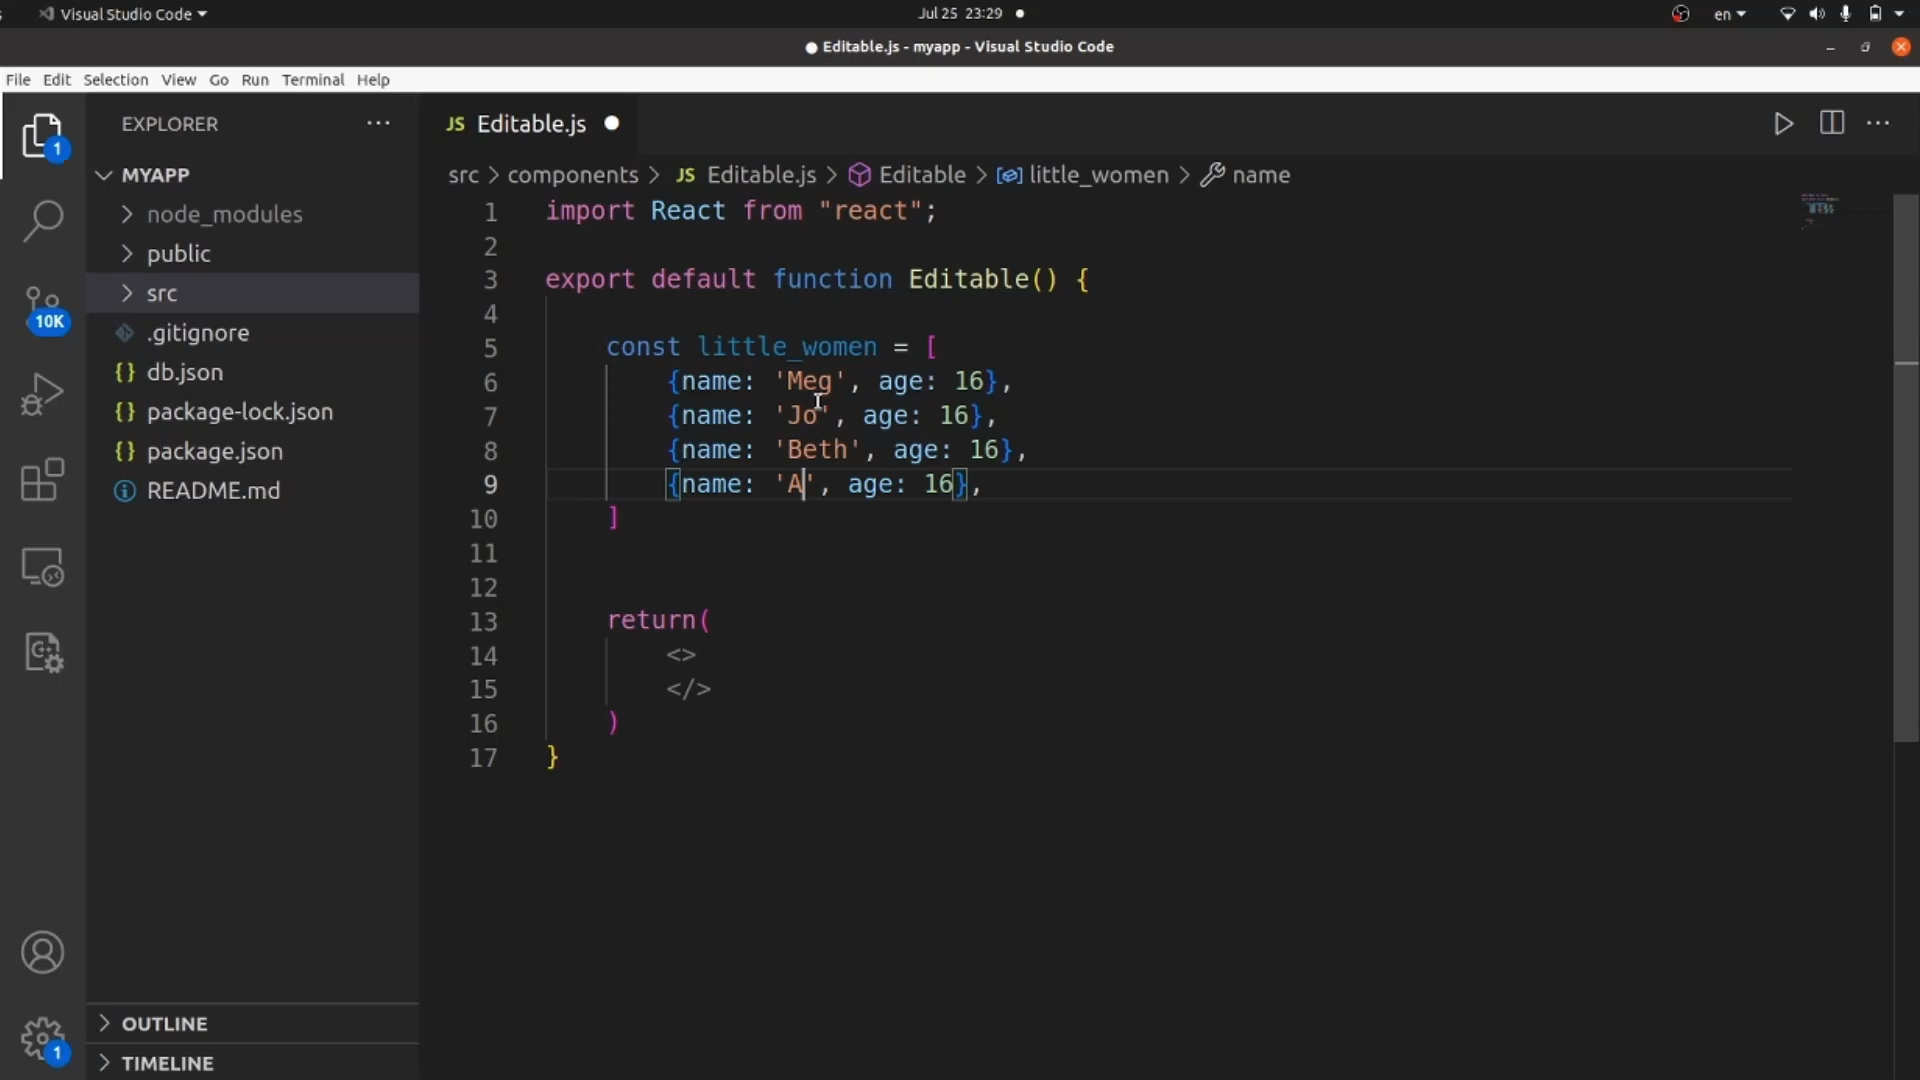 Visual Studio Code
Jul 25 23:29
en
Editable.js - myapp - Visual Studio Code
File Edit Selection View Go Run Terminal Help
EXPLORER
1
MYAPP
node_modules
public
src
.gitignore
db.json
package-lock.json
package.json
README.md
10K
OUTLINE
TIMELINE
1
JS Editable.js
src > components > JS Editable.js > Editable > little_women > name
1 import React from "react";
2
3 export default function Editable() {
4
5 const little_women = [
6 {name: 'Meg', age: 16},
7 {name: 'Jo', age: 16},
8 {name: 'Beth', age: 16},
9 {name: 'A', age: 16},
10 ]
11
12
13 return(
14 <>
15 </>
16 )
17 }